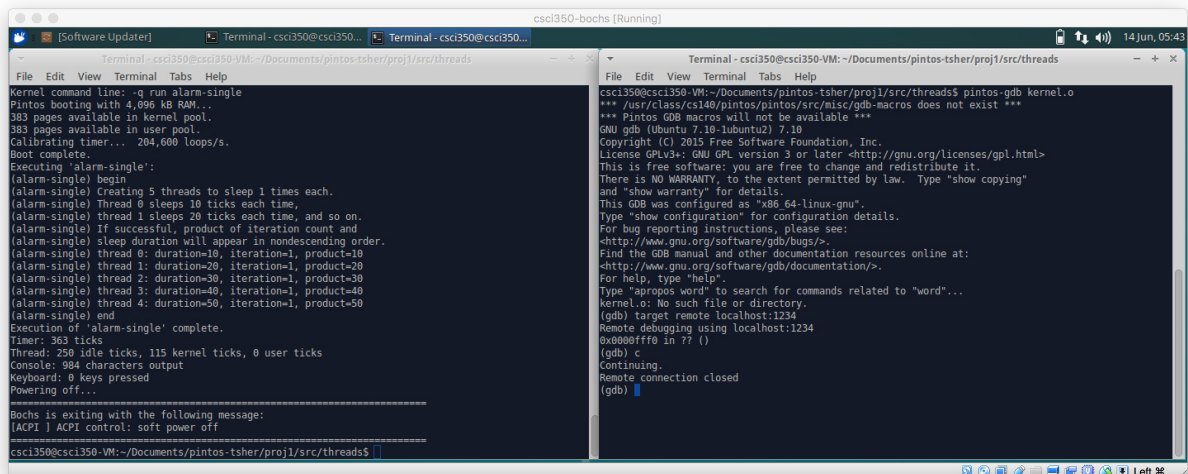 csci350-bochs [Running]
[Software Updater] Terminal - csci350@csci350... Terminal - csci350@csci350... 14 Jun, 05:43
Terminal - csci350@csci350-VM: ~/Documents/pintos-tsher/proj1/src/threads
File Edit View Terminal Tabs Help
Kernel command line: -q run alarm-single
Pintos booting with 4,096 kB RAM...
383 pages available in kernel pool.
383 pages available in user pool.
Calibrating timer... 204,600 loops/s.
Boot complete.
Executing 'alarm-single':
(alarm-single) begin
(alarm-single) Creating 5 threads to sleep 1 times each.
(alarm-single) Thread 0 sleeps 10 ticks each time,
(alarm-single) thread 1 sleeps 20 ticks each time, and so on.
(alarm-single) If successful, product of iteration count and
(alarm-single) sleep duration will appear in nondescending order.
(alarm-single) thread 0: duration=10, iteration=1, product=10
(alarm-single) thread 1: duration=20, iteration=1, product=20
(alarm-single) thread 2: duration=30, iteration=1, product=30
(alarm-single) thread 3: duration=40, iteration=1, product=40
(alarm-single) thread 4: duration=50, iteration=1, product=50
(alarm-single) end
Execution of 'alarm-single' complete.
Timer: 363 ticks
Thread: 250 idle ticks, 115 kernel ticks, 0 user ticks
Console: 984 characters output
Keyboard: 0 keys pressed
Powering off...
========================================================================
Bochs is exiting with the following message:
[ACPI ] ACPI control: soft power off
========================================================================
csci350@csci350-VM:~/Documents/pintos-tsher/proj1/src/threads$
Terminal - csci350@csci350-VM: ~/Documents/pintos-tsher/proj1/src/threads
File Edit View Terminal Tabs Help
csci350@csci350-VM:~/Documents/pintos-tsher/proj1/src/threads$ pintos-gdb kernel.o
*** /usr/class/cs140/pintos/pintos/src/misc/gdb-macros does not exist ***
*** Pintos GDB macros will not be available ***
GNU gdb (Ubuntu 7.10-1ubuntu2) 7.10
Copyright (C) 2015 Free Software Foundation, Inc.
License GPLv3+: GNU GPL version 3 or later <http://gnu.org/licenses/gpl.html>
This is free software: you are free to change and redistribute it.
There is NO WARRANTY, to the extent permitted by law.  Type "show copying"
and "show warranty" for details.
This GDB was configured as "x86_64-linux-gnu".
Type "show configuration" for configuration details.
For bug reporting instructions, please see:
<http://www.gnu.org/software/gdb/bugs/>.
Find the GDB manual and other documentation resources online at:
<http://www.gnu.org/software/gdb/documentation/>.
For help, type "help".
Type "apropos word" to search for commands related to "word"...
kernel.o: No such file or directory.
(gdb) target remote localhost:1234
Remote debugging using localhost:1234
0x0000fff0 in ?? ()
(gdb) c
Continuing.
Remote connection closed
(gdb)
Left ⌘